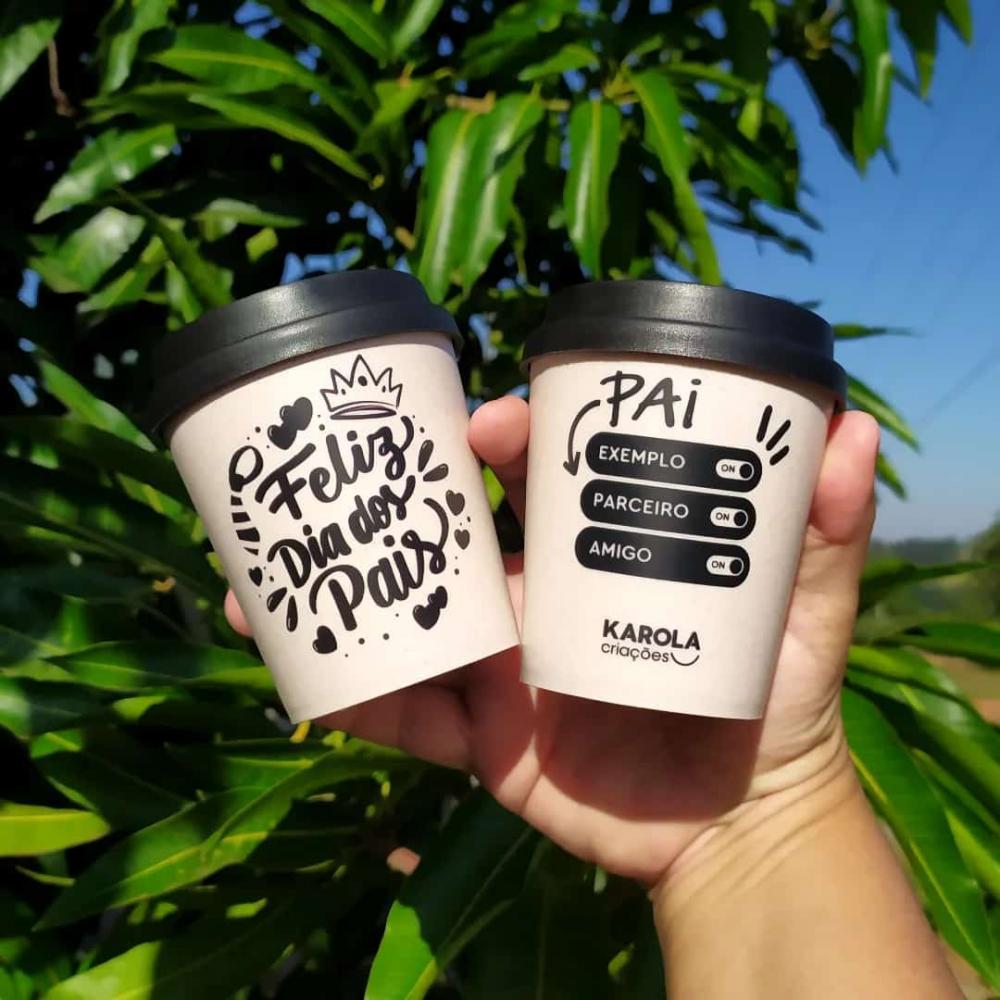 Feliz
Dia dos
Pais
PAi
EXEMPLO ON
PARCEIRO ON
AMIGO ON
KAROLA
criações